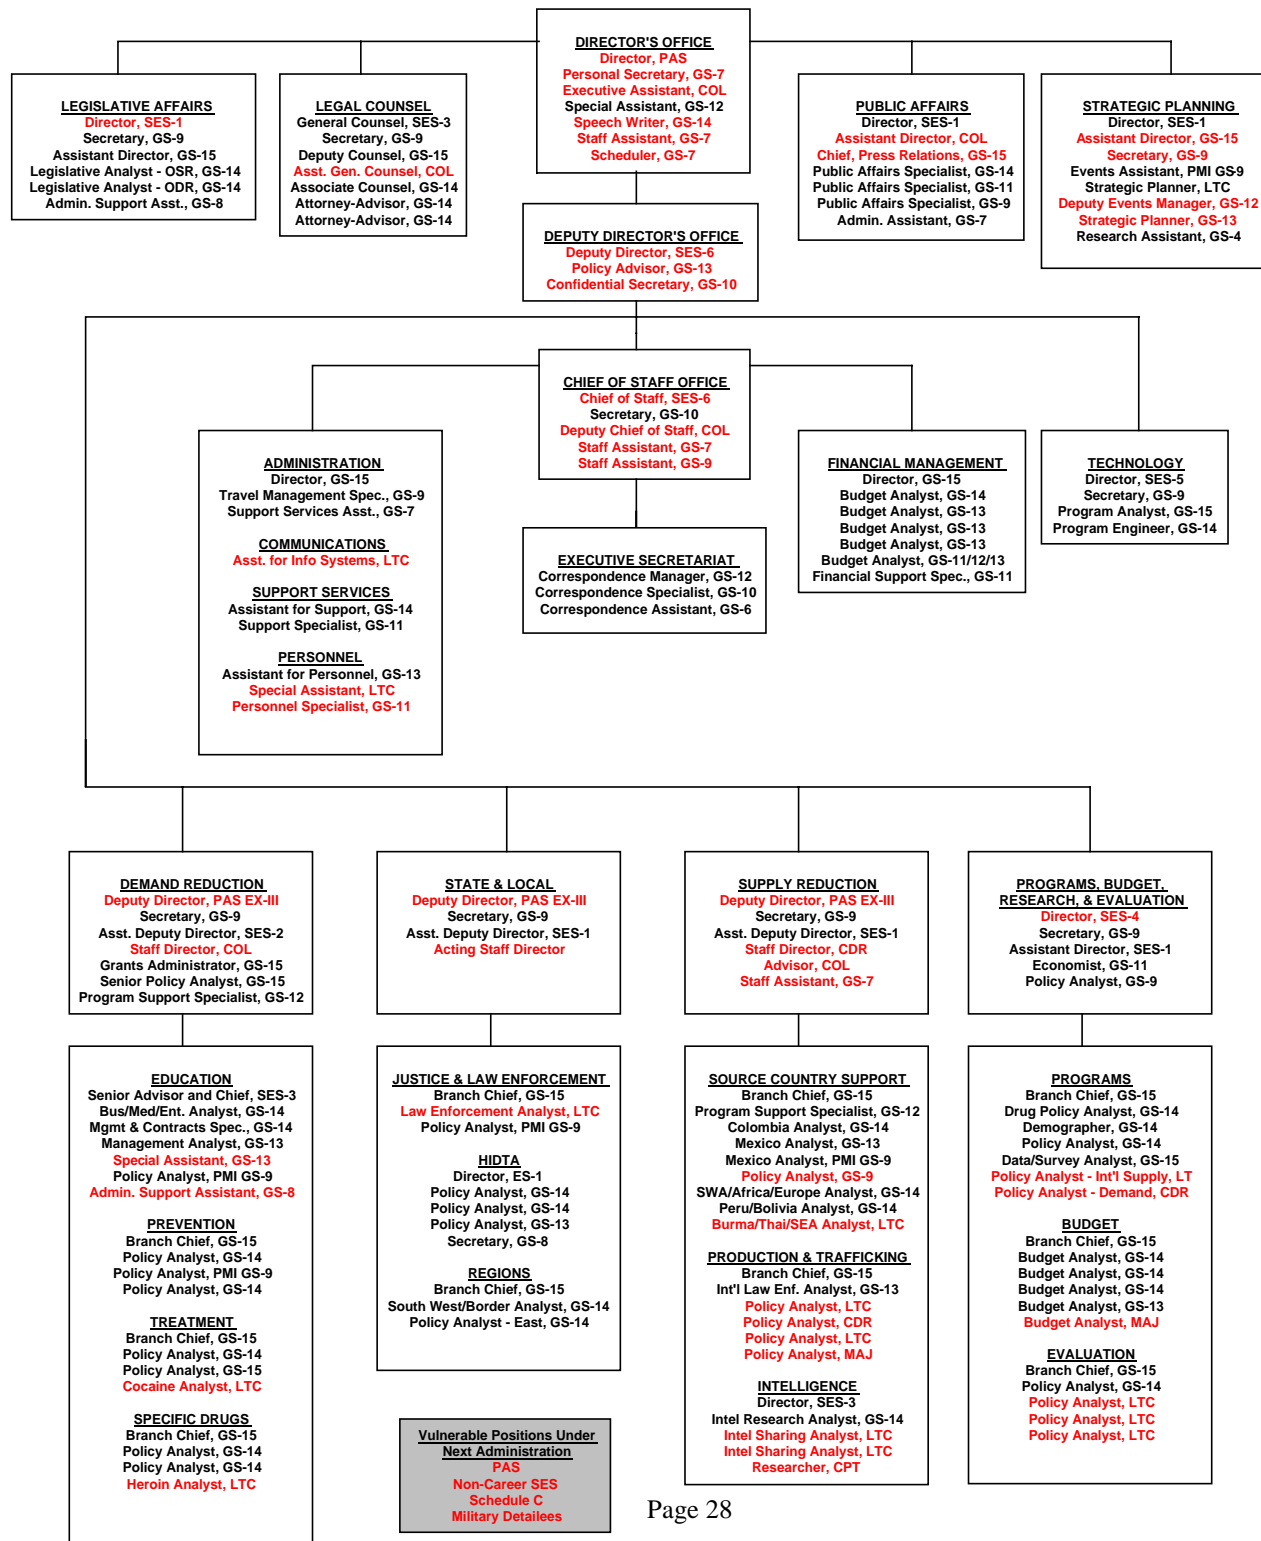 DIRECTOR'S OFFICE
Director, PAS
Personal Secretary, GS-7
Executive Assistant, COL
Special Assistant, GS-12
Speech Writer, GS-14
Staff Assistant, GS-7
Scheduler, GS-7
LEGISLATIVE AFFAIRS
Director, SES-1
Secretary, GS-9
Assistant Director, GS-15
Legislative Analyst - OSR, GS-14
Legislative Analyst - ODR, GS-14
Admin. Support Asst., GS-8
LEGAL COUNSEL
General Counsel, SES-3
Secretary, GS-9
Deputy Counsel, GS-15
Asst. Gen. Counsel, COL
Associate Counsel, GS-14
Attorney-Advisor, GS-14
Attorney-Advisor, GS-14
PUBLIC AFFAIRS
Director, SES-1
Assistant Director, COL
Chief, Press Relations, GS-15
Public Affairs Specialist, GS-14
Public Affairs Specialist, GS-11
Public Affairs Specialist, GS-9
Admin. Assistant, GS-7
STRATEGIC PLANNING
Director, SES-1
Assistant Director, GS-15
Secretary, GS-9
Events Assistant, PMI GS-9
Strategic Planner, LTC
Deputy Events Manager, GS-12
Strategic Planner, GS-13
Research Assistant, GS-4
DEPUTY DIRECTOR'S OFFICE
Deputy Director, SES-6
Policy Advisor, GS-13
Confidential Secretary, GS-10
CHIEF OF STAFF OFFICE
Chief of Staff, SES-6
Secretary, GS-10
Deputy Chief of Staff, COL
Staff Assistant, GS-7
Staff Assistant, GS-9
ADMINISTRATION
Director, GS-15
Travel Management Spec., GS-9
Support Services Asst., GS-7
COMMUNICATIONS
Asst. for Info Systems, LTC
SUPPORT SERVICES
Assistant for Support, GS-14
Support Specialist, GS-11
PERSONNEL
Assistant for Personnel, GS-13
Special Assistant, LTC
Personnel Specialist, GS-11
EXECUTIVE SECRETARIAT
Correspondence Manager, GS-12
Correspondence Specialist, GS-10
Correspondence Assistant, GS-6
FINANCIAL MANAGEMENT
Director, GS-15
Budget Analyst, GS-14
Budget Analyst, GS-13
Budget Analyst, GS-13
Budget Analyst, GS-13
Budget Analyst, GS-11/12/13
Financial Support Spec., GS-11
TECHNOLOGY
Director, SES-5
Secretary, GS-9
Program Analyst, GS-15
Program Engineer, GS-14
DEMAND REDUCTION
Deputy Director, PAS EX-III
Secretary, GS-9
Asst. Deputy Director, SES-2
Staff Director, COL
Grants Administrator, GS-15
Senior Policy Analyst, GS-15
Program Support Specialist, GS-12
STATE & LOCAL
Deputy Director, PAS EX-III
Secretary, GS-9
Asst. Deputy Director, SES-1
Acting Staff Director
SUPPLY REDUCTION
Deputy Director, PAS EX-III
Secretary, GS-9
Asst. Deputy Director, SES-1
Staff Director, CDR
Advisor, COL
Staff Assistant, GS-7
PROGRAMS, BUDGET,
RESEARCH, & EVALUATION
Director, SES-4
Secretary, GS-9
Assistant Director, SES-1
Economist, GS-11
Policy Analyst, GS-9
EDUCATION
Senior Advisor and Chief, SES-3
Bus/Med/Ent. Analyst, GS-14
Mgmt & Contracts Spec., GS-14
Management Analyst, GS-13
Special Assistant, GS-13
Policy Analyst, PMI GS-9
Admin. Support Assistant, GS-8
PREVENTION
Branch Chief, GS-15
Policy Analyst, GS-14
Policy Analyst, PMI GS-9
Policy Analyst, GS-14
TREATMENT
Branch Chief, GS-15
Policy Analyst, GS-14
Policy Analyst, GS-15
Cocaine Analyst, LTC
SPECIFIC DRUGS
Branch Chief, GS-15
Policy Analyst, GS-14
Policy Analyst, GS-14
Heroin Analyst, LTC
JUSTICE & LAW ENFORCEMENT
Branch Chief, GS-15
Law Enforcement Analyst, LTC
Policy Analyst, PMI GS-9
HIDTA
Director, ES-1
Policy Analyst, GS-14
Policy Analyst, GS-14
Policy Analyst, GS-13
Secretary, GS-8
REGIONS
Branch Chief, GS-15
South West/Border Analyst, GS-14
Policy Analyst - East, GS-14
SOURCE COUNTRY SUPPORT
Branch Chief, GS-15
Program Support Specialist, GS-12
Colombia Analyst, GS-14
Mexico Analyst, GS-13
Mexico Analyst, PMI GS-9
Policy Analyst, GS-9
SWA/Africa/Europe Analyst, GS-14
Peru/Bolivia Analyst, GS-14
Burma/Thai/SEA Analyst, LTC
PRODUCTION & TRAFFICKING
Branch Chief, GS-15
Int'l Law Enf. Analyst, GS-13
Policy Analyst, LTC
Policy Analyst, CDR
Policy Analyst, LTC
Policy Analyst, MAJ
INTELLIGENCE
Director, SES-3
Intel Research Analyst, GS-14
Intel Sharing Analyst, LTC
Intel Sharing Analyst, LTC
Researcher, CPT
PROGRAMS
Branch Chief, GS-15
Drug Policy Analyst, GS-14
Demographer, GS-14
Policy Analyst, GS-14
Data/Survey Analyst, GS-15
Policy Analyst - Int'l Supply, LT
Policy Analyst - Demand, CDR
BUDGET
Branch Chief, GS-15
Budget Analyst, GS-14
Budget Analyst, GS-14
Budget Analyst, GS-14
Budget Analyst, GS-13
Budget Analyst, MAJ
EVALUATION
Branch Chief, GS-15
Policy Analyst, GS-14
Policy Analyst, LTC
Policy Analyst, LTC
Policy Analyst, LTC
Vulnerable Positions Under
Next Administration
PAS
Non-Career SES
Schedule C
Military Detailees
Page 28